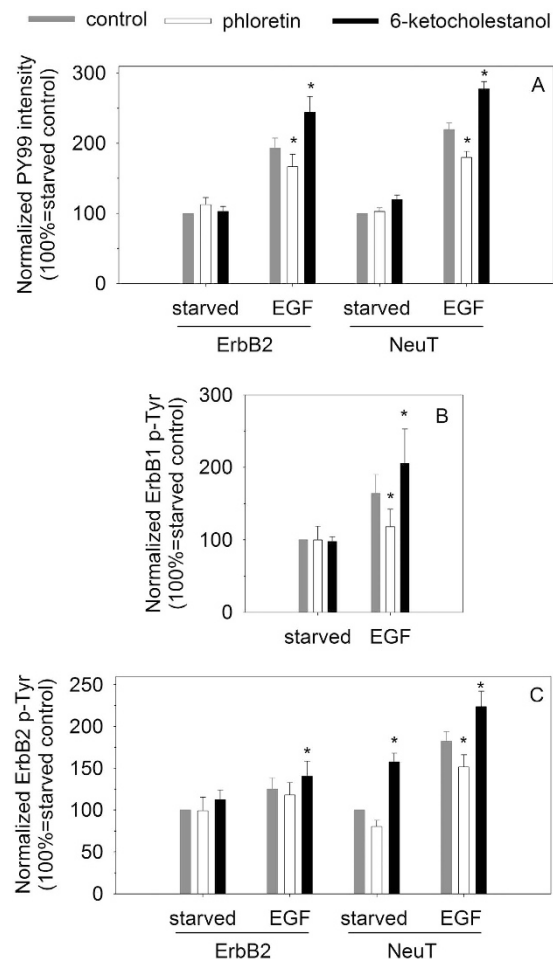 control phloretin 6-ketocholestanol
A
Normalized PY99 intensity
(100%=starved control)
300
200
100
0
* * * *
starved EGF starved EGF
ErbB2 NeuT
B
Normalized ErbB1 p-Tyr
(100%=starved control)
300
200
100
0
* *
starved EGF
C
Normalized ErbB2 p-Tyr
(100%=starved control)
250
200
150
100
50
0
* * * *
starved EGF starved EGF
ErbB2 NeuT